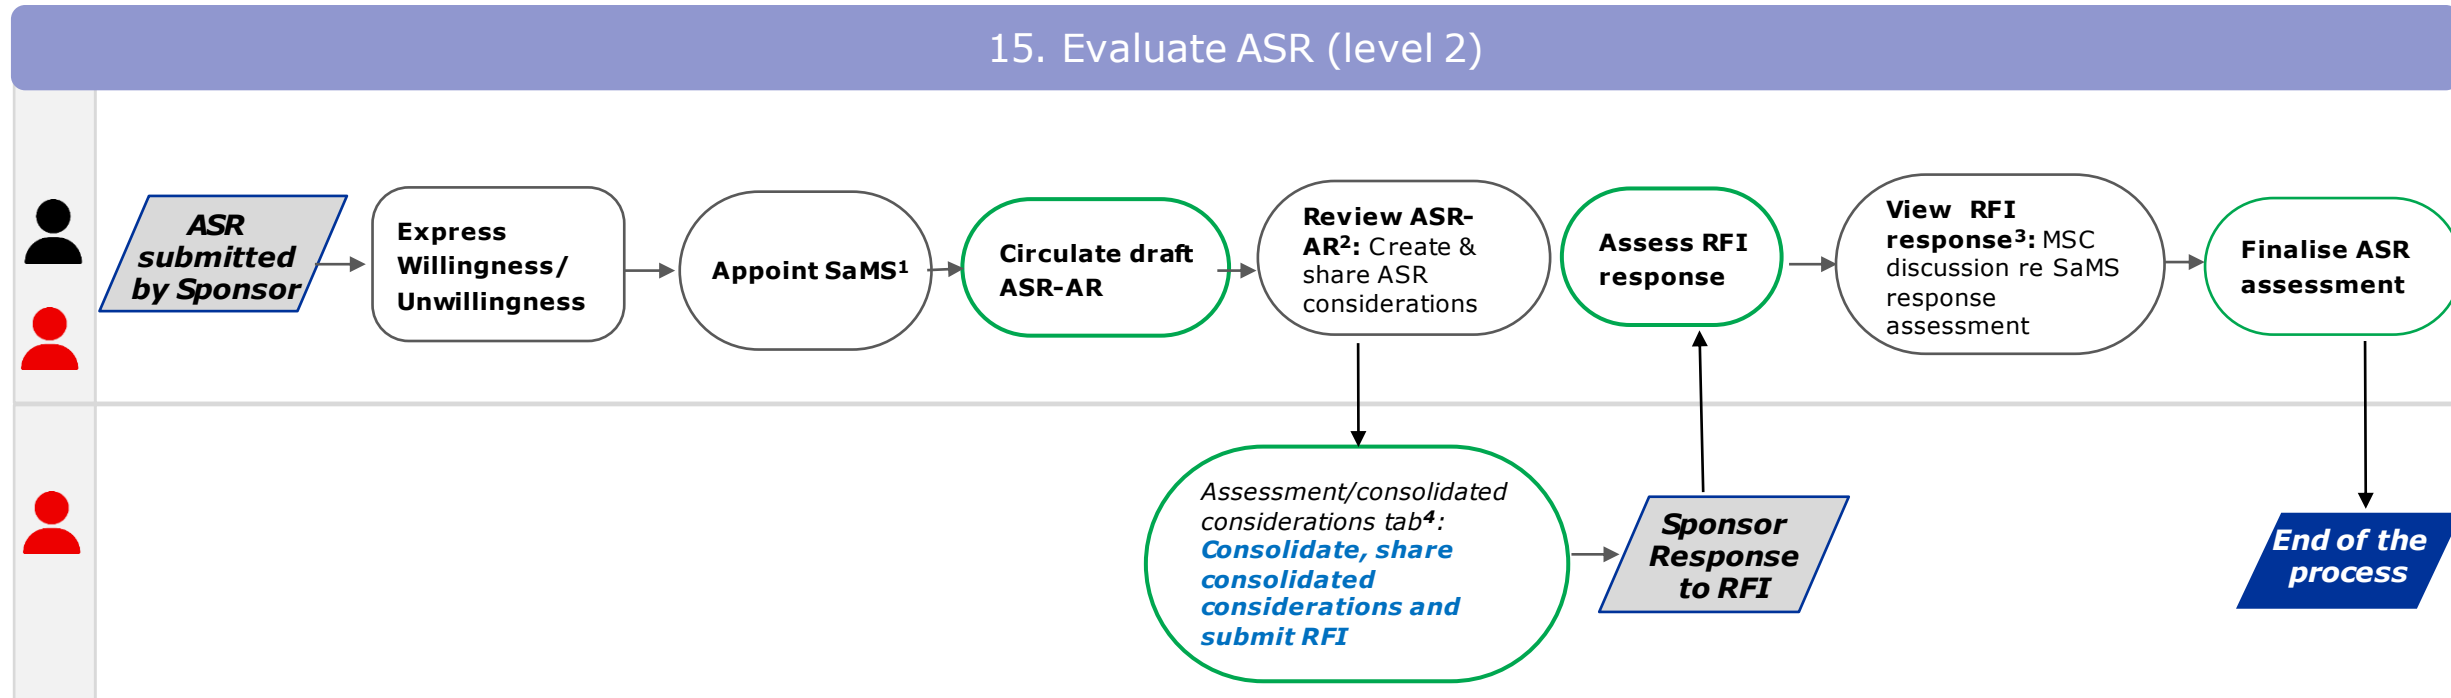 15. Evaluate ASR (level 2)
ASR
submitted
by Sponsor
Express
Willingness/
Unwillingness
Appoint SaMS¹
Circulate draft
ASR-AR
Review ASR-
AR²: Create &
share ASR
considerations
Assess RFI
response
View RFI
response³: MSC
discussion re SaMS
response
assessment
Finalise ASR
assessment
Assessment/consolidated
considerations tab⁴:
Consolidate, share
consolidated
considerations and
submit RFI
Sponsor
Response
to RFI
End of the
process